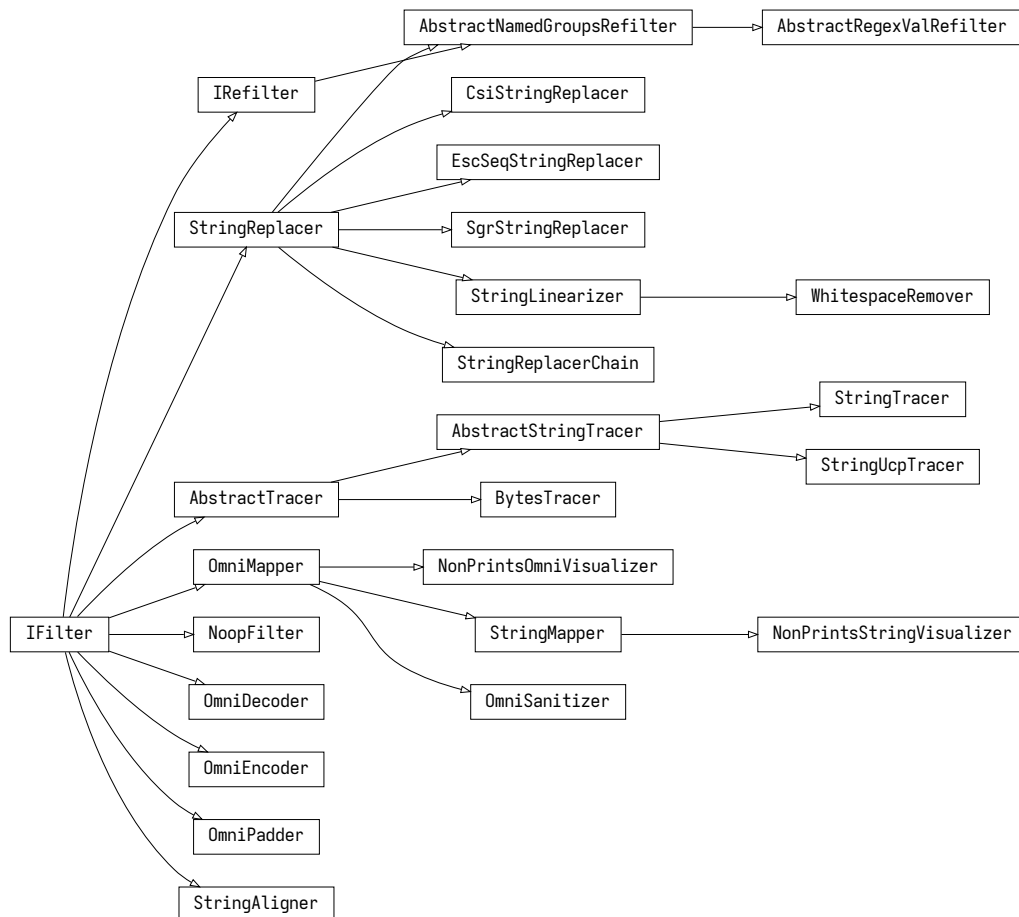 AbstractNamedGroupsRefilter
AbstractRegexValRefilter
IRefilter
CsiStringReplacer
EscSeqStringReplacer
StringReplacer
SgrStringReplacer
StringLinearizer
WhitespaceRemover
StringReplacerChain
StringTracer
AbstractStringTracer
StringUcpTracer
AbstractTracer
BytesTracer
OmniMapper
NonPrintsOmniVisualizer
IFilter
NoopFilter
StringMapper
NonPrintsStringVisualizer
OmniDecoder
OmniSanitizer
OmniEncoder
OmniPadder
StringAligner